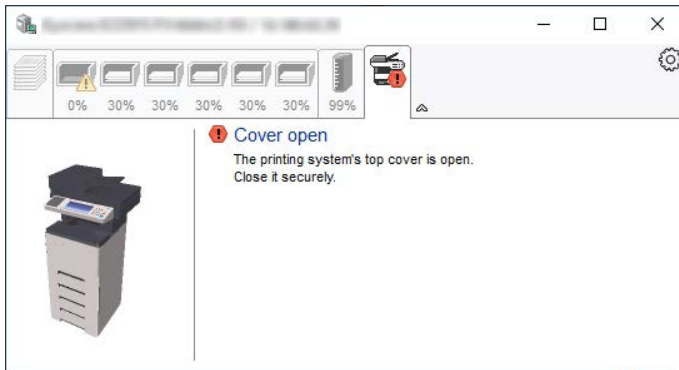 0% 30% 30% 30% 30% 30% 99%
Cover open
The printing system's top cover is open.
Close it securely.